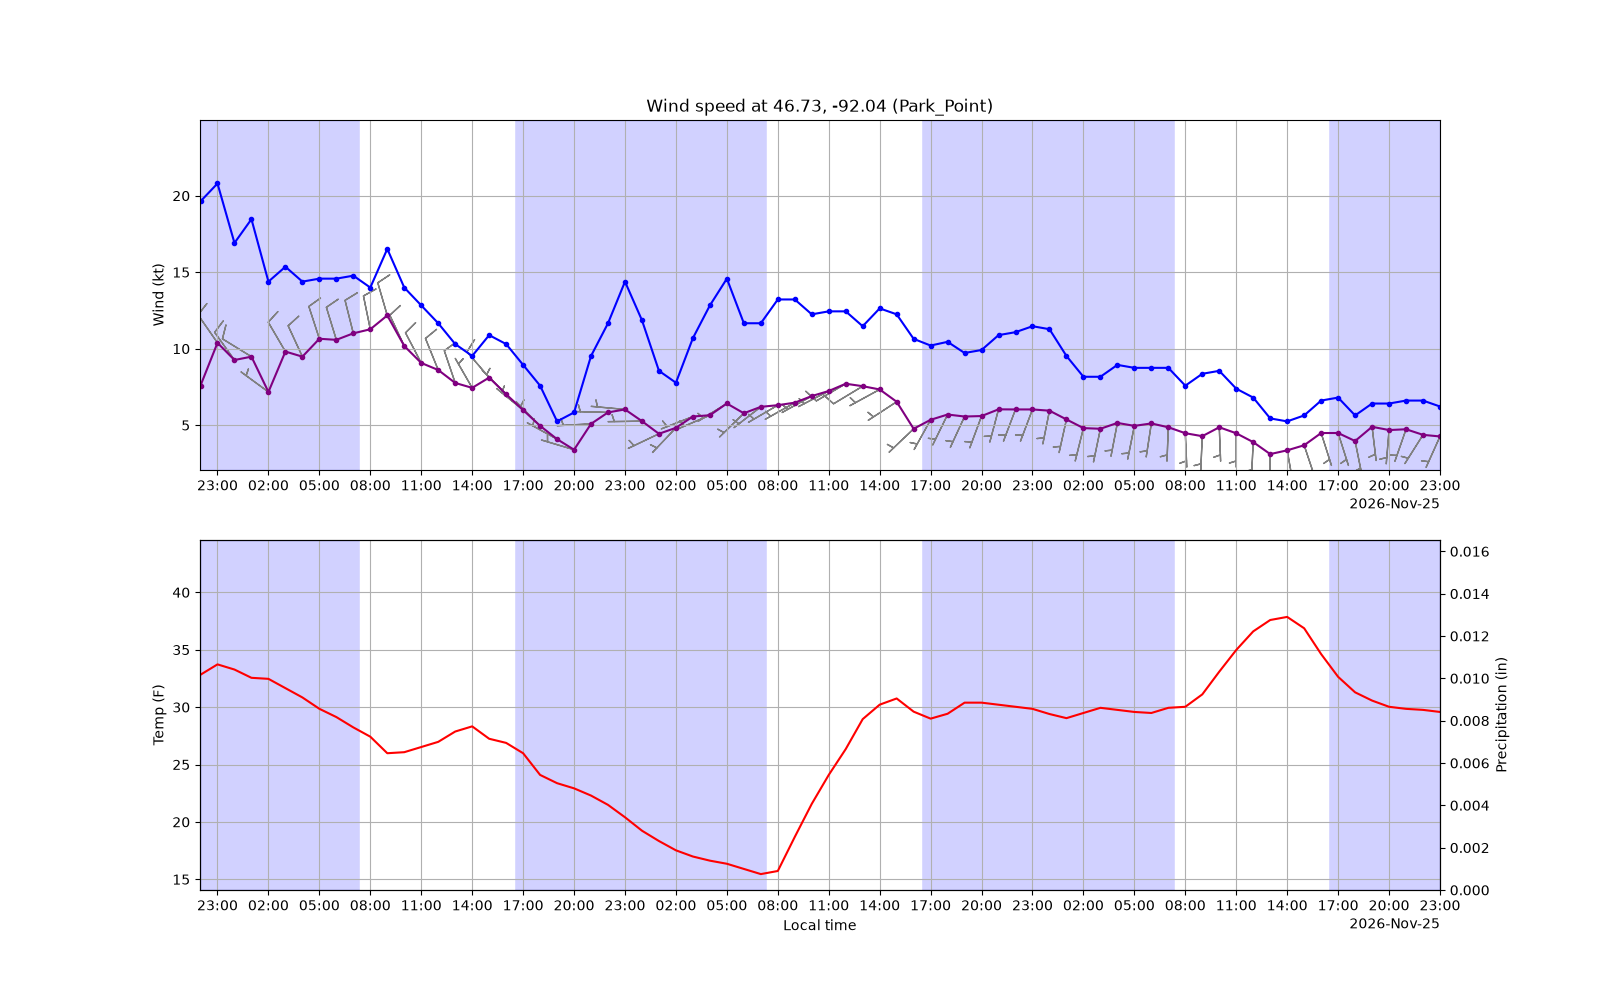 Wind speed at 46.73, -92.04 (Park_Point)
Wind (kt)
20
15
10
5
23:00 02:00 05:00 08:00 11:00 14:00 17:00 20:00 23:00 02:00 05:00 08:00 11:00 14:00 17:00 20:00 23:00 02:00 05:00 08:00 11:00 14:00 17:00 20:00 23:00
2026-Nov-25
Temp (F)
40
35
30
25
20
15
0.016
0.014
0.012
0.010
0.008
0.006
0.004
0.002
0.000
Precipitation (in)
23:00 02:00 05:00 08:00 11:00 14:00 17:00 20:00 23:00 02:00 05:00 08:00 11:00 14:00 17:00 20:00 23:00 02:00 05:00 08:00 11:00 14:00 17:00 20:00 23:00
Local time
2026-Nov-25